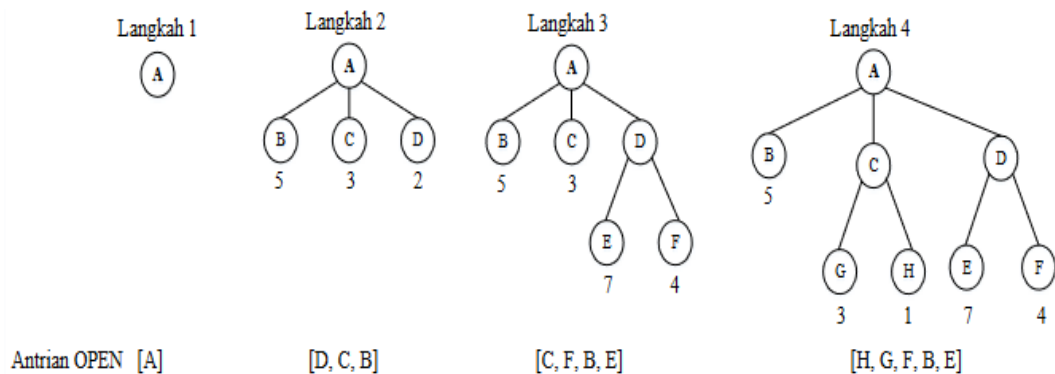 Langkah 1
A
Langkah 2
A
B C D
5 3 2
Langkah 3
A
B C D
5 3
E F
7 4
Langkah 4
A
B C D
5
G H E F
3 1 7 4
Antrian OPEN [A] [D, C, B] [C, F, B, E] [H, G, F, B, E]